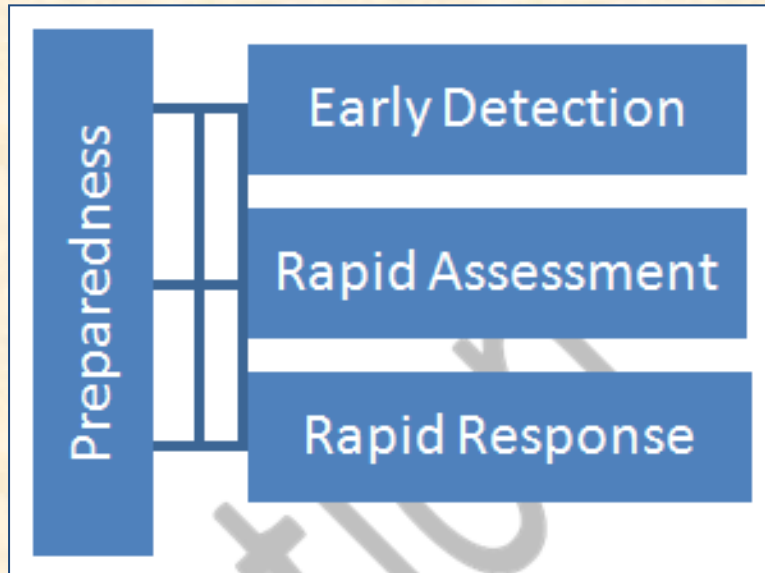 Preparedness
Early Detection
Rapid Assessment
Rapid Response